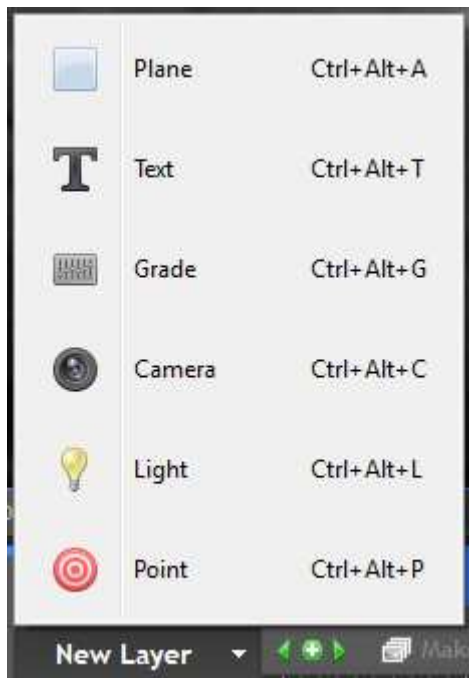 Plane Ctrl+Alt+A
Text Ctrl+Alt+T
Grade Ctrl+Alt+G
Camera Ctrl+Alt+C
Light Ctrl+Alt+L
Point Ctrl+Alt+P
New Layer